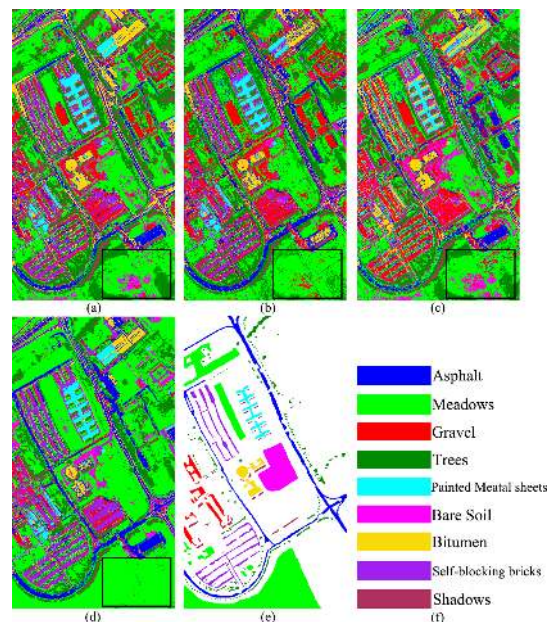 (a)
(b)
(c)
Asphalt
Meadows
Gravel
Trees
Painted Meatal sheets
Bare Soil
Bitumen
Self-blocking bricks
Shadows
(d)
(e)
(f)